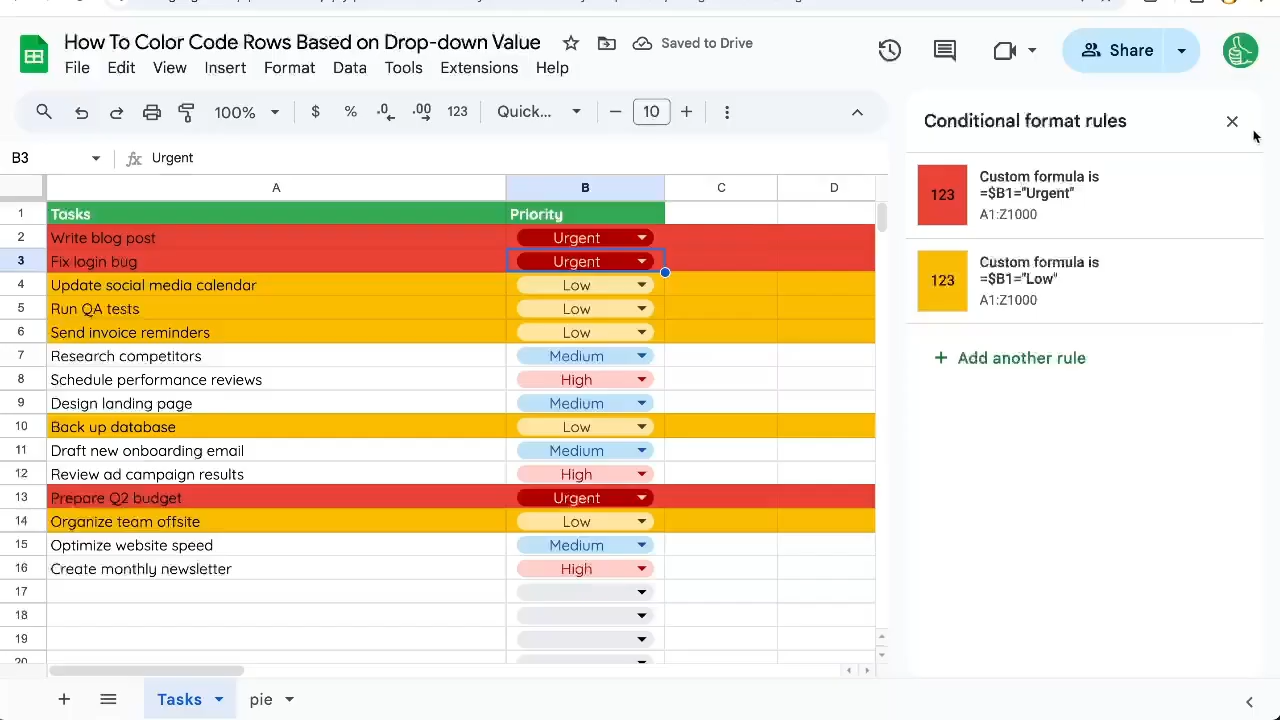 How To Color Code Rows Based on Drop-down Value
Saved to Drive
Share
File Edit View Insert Format Data Tools Extensions Help
100% $ % .0 .00 123 Quick... 10
B3 fx Urgent
Conditional format rules
123 Custom formula is
=$B1="Urgent"
A1:Z1000
123 Custom formula is
=$B1="Low"
A1:Z1000
+ Add another rule
A B C D
1 Tasks Priority
2 Write blog post Urgent
3 Fix login bug Urgent
4 Update social media calendar Low
5 Run QA tests Low
6 Send invoice reminders Low
7 Research competitors Medium
8 Schedule performance reviews High
9 Design landing page Medium
10 Back up database Low
11 Draft new onboarding email Medium
12 Review ad campaign results High
13 Prepare Q2 budget Urgent
14 Organize team offsite Low
15 Optimize website speed Medium
16 Create monthly newsletter High
17
18
19
20
Tasks pie